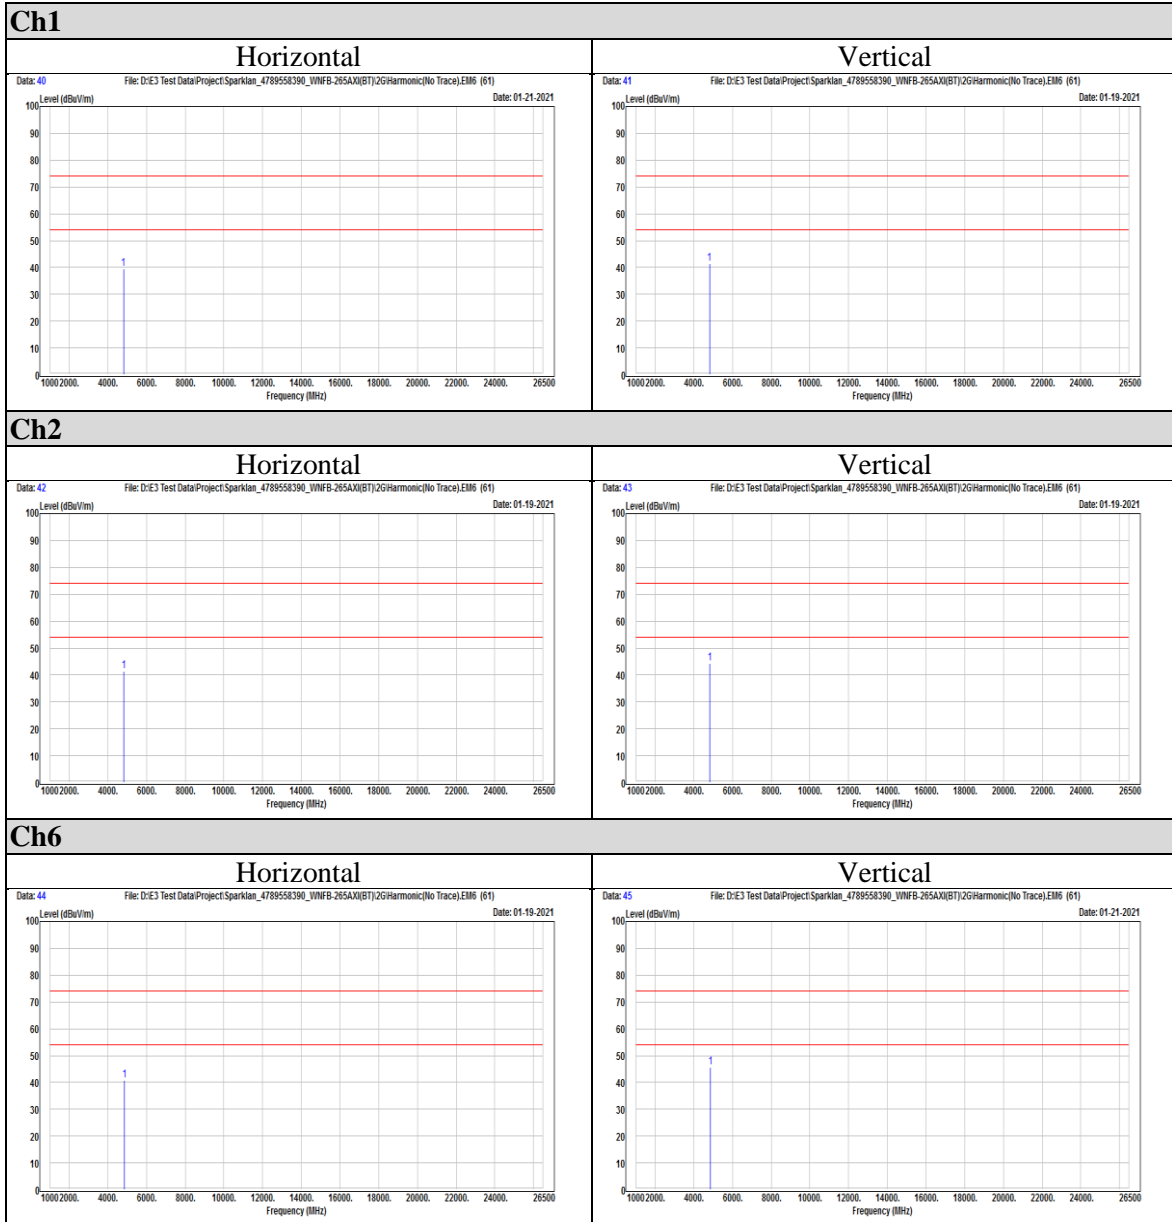 Ch1
Horizontal Vertical
Data: 40 File: D:\E3 Test Data\Project\Sparklan_4789558390_WNFB-265AXI(BT)\2G\Harmonic(No Trace).EM6 (61)
Level (dBuV/m) Date: 01-21-2021
100
90
80
70
60
50
40
30
20
10
0
1
1000 2000. 4000. 6000. 8000. 10000. 12000. 14000. 16000. 18000. 20000. 22000. 24000. 26500
Frequency (MHz)
Data: 41 File: D:\E3 Test Data\Project\Sparklan_4789558390_WNFB-265AXI(BT)\2G\Harmonic(No Trace).EM6 (61)
Level (dBuV/m) Date: 01-19-2021
100
90
80
70
60
50
40
30
20
10
0
1
1000 2000. 4000. 6000. 8000. 10000. 12000. 14000. 16000. 18000. 20000. 22000. 24000. 26500
Frequency (MHz)
Ch2
Horizontal Vertical
Data: 42 File: D:\E3 Test Data\Project\Sparklan_4789558390_WNFB-265AXI(BT)\2G\Harmonic(No Trace).EM6 (61)
Level (dBuV/m) Date: 01-19-2021
100
90
80
70
60
50
40
30
20
10
0
1
1000 2000. 4000. 6000. 8000. 10000. 12000. 14000. 16000. 18000. 20000. 22000. 24000. 26500
Frequency (MHz)
Data: 43 File: D:\E3 Test Data\Project\Sparklan_4789558390_WNFB-265AXI(BT)\2G\Harmonic(No Trace).EM6 (61)
Level (dBuV/m) Date: 01-19-2021
100
90
80
70
60
50
40
30
20
10
0
1
1000 2000. 4000. 6000. 8000. 10000. 12000. 14000. 16000. 18000. 20000. 22000. 24000. 26500
Frequency (MHz)
Ch6
Horizontal Vertical
Data: 44 File: D:\E3 Test Data\Project\Sparklan_4789558390_WNFB-265AXI(BT)\2G\Harmonic(No Trace).EM6 (61)
Level (dBuV/m) Date: 01-19-2021
100
90
80
70
60
50
40
30
20
10
0
1
1000 2000. 4000. 6000. 8000. 10000. 12000. 14000. 16000. 18000. 20000. 22000. 24000. 26500
Frequency (MHz)
Data: 45 File: D:\E3 Test Data\Project\Sparklan_4789558390_WNFB-265AXI(BT)\2G\Harmonic(No Trace).EM6 (61)
Level (dBuV/m) Date: 01-21-2021
100
90
80
70
60
50
40
30
20
10
0
1
1000 2000. 4000. 6000. 8000. 10000. 12000. 14000. 16000. 18000. 20000. 22000. 24000. 26500
Frequency (MHz)